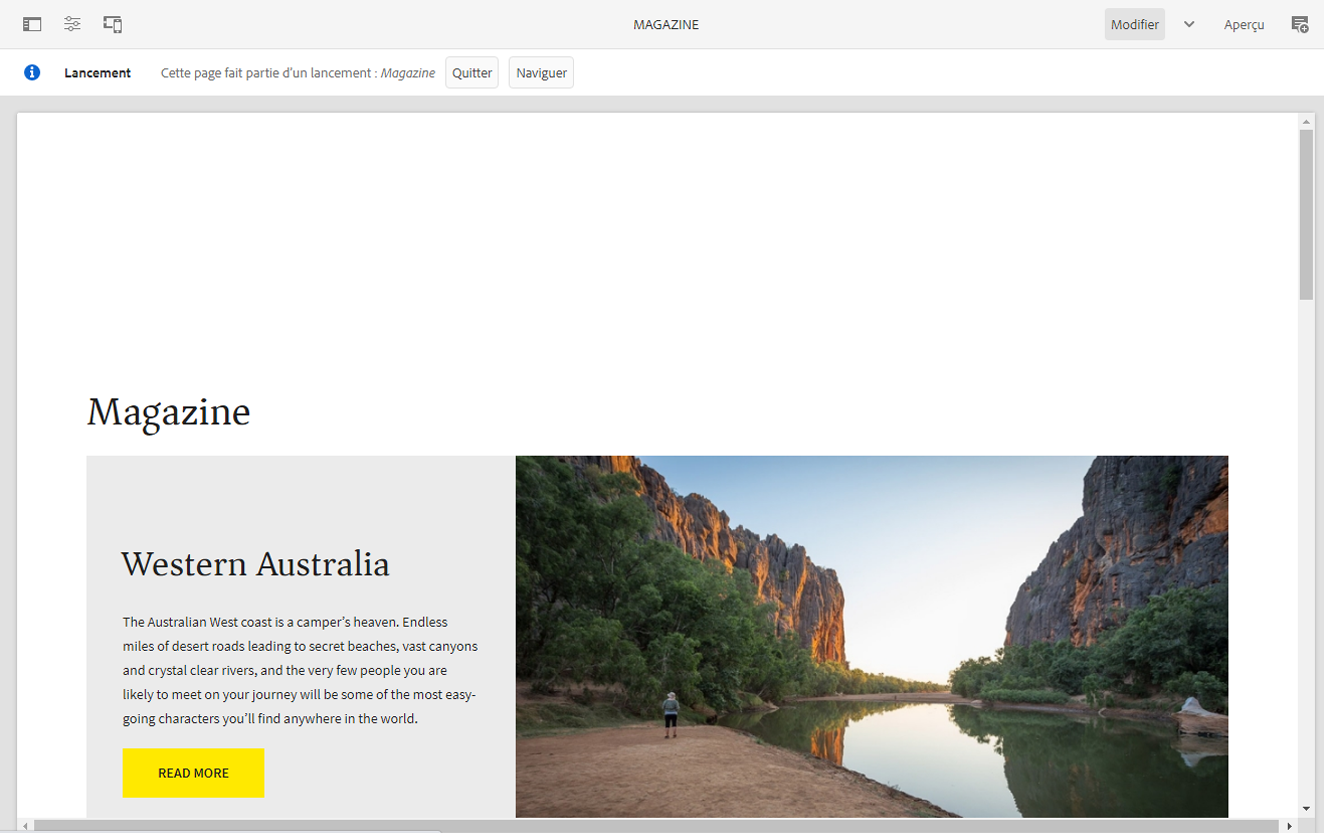 MAGAZINE
Modifier
Aperçu
Lancement
Cette page fait partie d’un lancement : Magazine
Quitter
Naviguer
Magazine
Western Australia
The Australian West coast is a camper’s heaven. Endless
miles of desert roads leading to secret beaches, vast canyons
and crystal clear rivers, and the very few people you are
likely to meet on your journey will be some of the most easy-
going characters you’ll find anywhere in the world.
READ MORE